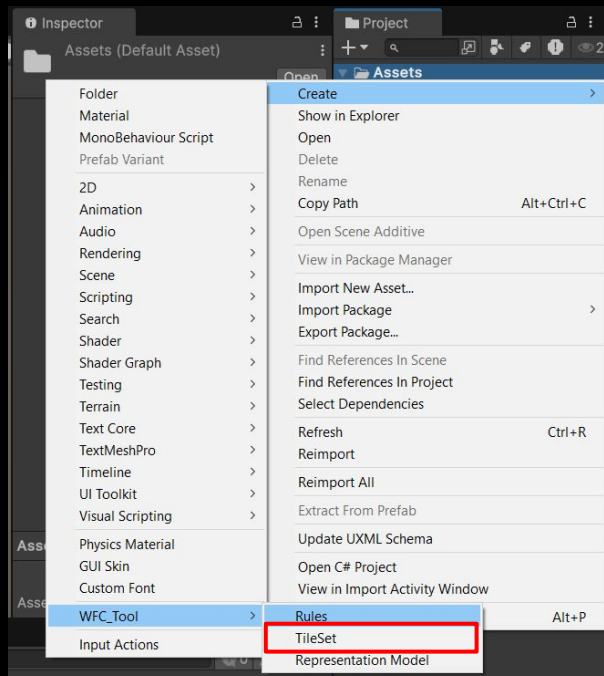 Inspector
Assets (Default Asset)
Open
Project
2
Assets
Folder
Material
MonoBehaviour Script
Prefab Variant
2D
Animation
Audio
Rendering
Scene
Scripting
Search
Shader
Shader Graph
Testing
Terrain
Text Core
TextMeshPro
Timeline
UI Toolkit
Visual Scripting
Physics Material
GUI Skin
Custom Font
WFC_Tool
Input Actions
Create
Show in Explorer
Open
Delete
Rename
Copy Path Alt+Ctrl+C
Open Scene Additive
View in Package Manager
Import New Asset...
Import Package
Export Package...
Find References In Scene
Find References In Project
Select Dependencies
Refresh Ctrl+R
Reimport
Reimport All
Extract From Prefab
Update UXML Schema
Open C# Project
View in Import Activity Window
Alt+P
Rules
TileSet
Representation Model
Asse
Asse
0